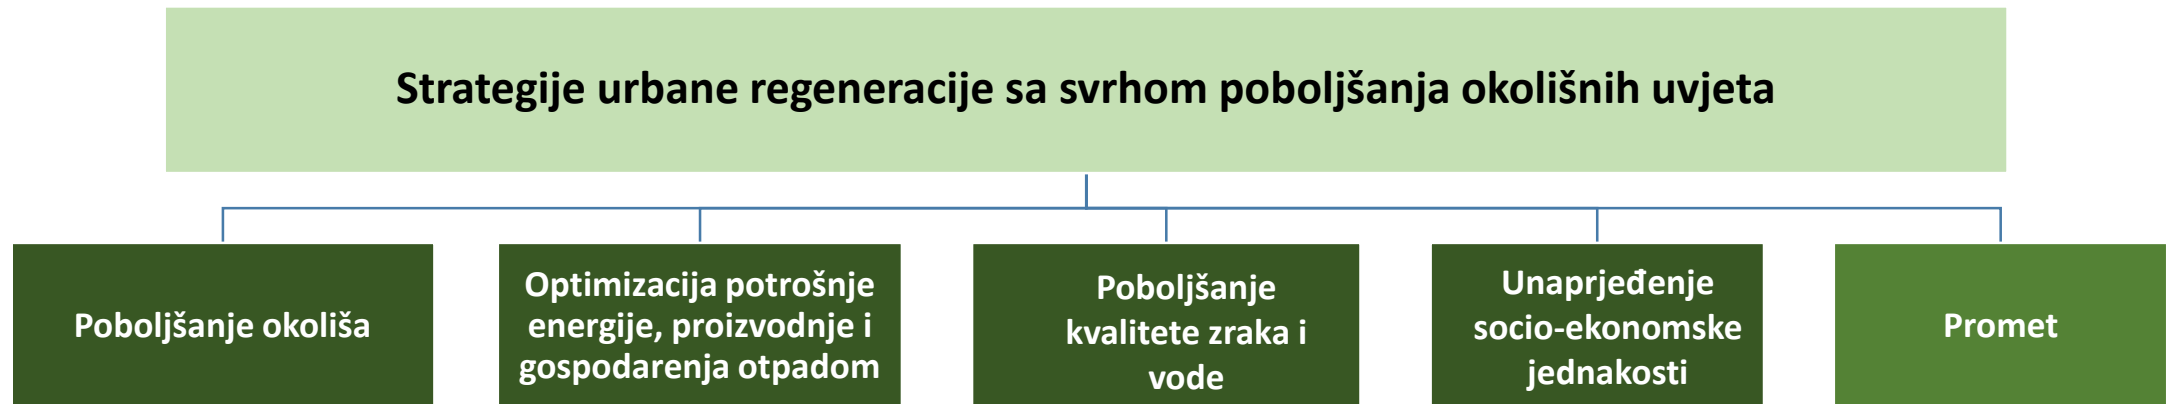 Strategije urbane regeneracije sa svrhom poboljšanja okolišnih uvjeta
Poboljšanje okoliša
Optimizacija potrošnje
energije, proizvodnje i
gospodarenja otpadom
Poboljšanje
kvalitete zraka i
vode
Unaprjeđenje
socio-ekonomske
jednakosti
Promet